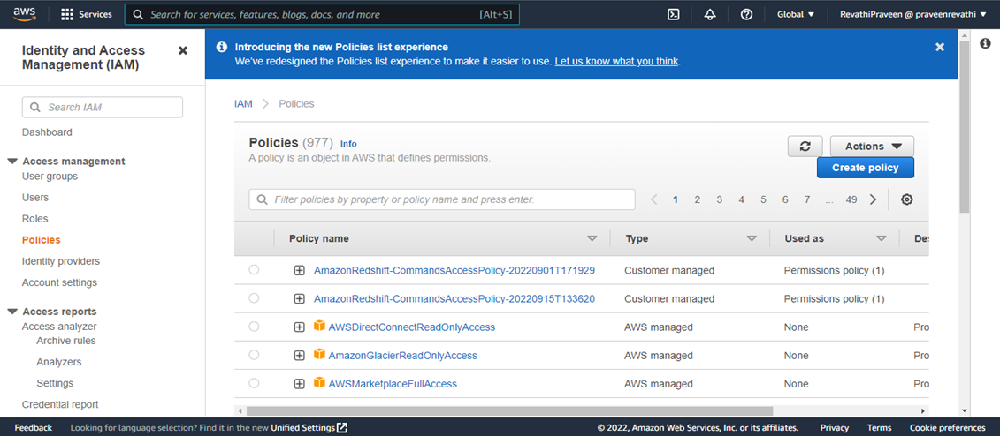 aws
Services
Search for services, features, blogs, docs, and more
[Alt+S]
Global
RevathiPraveen @ praveenrevathi
Identity and Access
Management (IAM)
Search IAM
Dashboard
Access management
User groups
Users
Roles
Policies
Identity providers
Account settings
Access reports
Access analyzer
Archive rules
Analyzers
Settings
Credential report
Introducing the new Policies list experience
We've redesigned the Policies list experience to make it easier to use. Let us know what you think.
IAM > Policies
Policies (977) Info
A policy is an object in AWS that defines permissions.
Actions
Create policy
Filter policies by property or policy name and press enter.
1 2 3 4 5 6 7 ... 49
Policy name Type Used as De
AmazonRedshift-CommandsAccessPolicy-20220901T171929 Customer managed Permissions policy (1)
AmazonRedshift-CommandsAccessPolicy-20220915T133620 Customer managed Permissions policy (1)
AWSDirectConnectReadOnlyAccess AWS managed None Pro
AmazonGlacierReadOnlyAccess AWS managed None Pro
AWSMarketplaceFullAccess AWS managed None Pro
Feedback Looking for language selection? Find it in the new Unified Settings
© 2022, Amazon Web Services, Inc. or its affiliates. Privacy Terms Cookie preferences